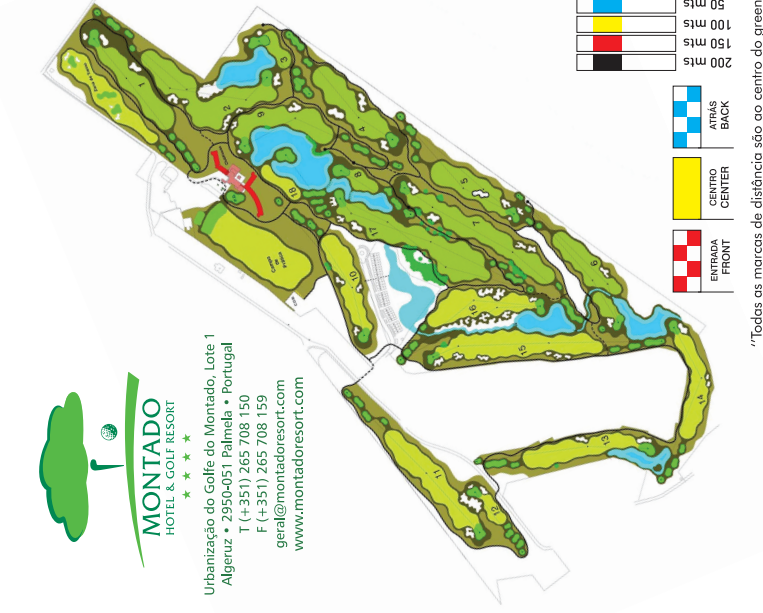 MONTADO
HOTEL & GOLF RESORT
Urbanização do Golfe do Montado, Lote 1
Algeruz • 2950-051 Palmela • Portugal
T (+351) 265 708 150
F (+351) 265 708 159
geral@montadoresort.com
www.montadoresort.com
1
2
3
4
5
6
7
8
9
10
11
12
13
14
15
16
17
18
ENTRADA
FRONT
CENTRO
CENTER
ATRÁS
BACK
200 mts
150 mts
100 mts
50 mts
"Todas as marcas de distância são ao centro do green